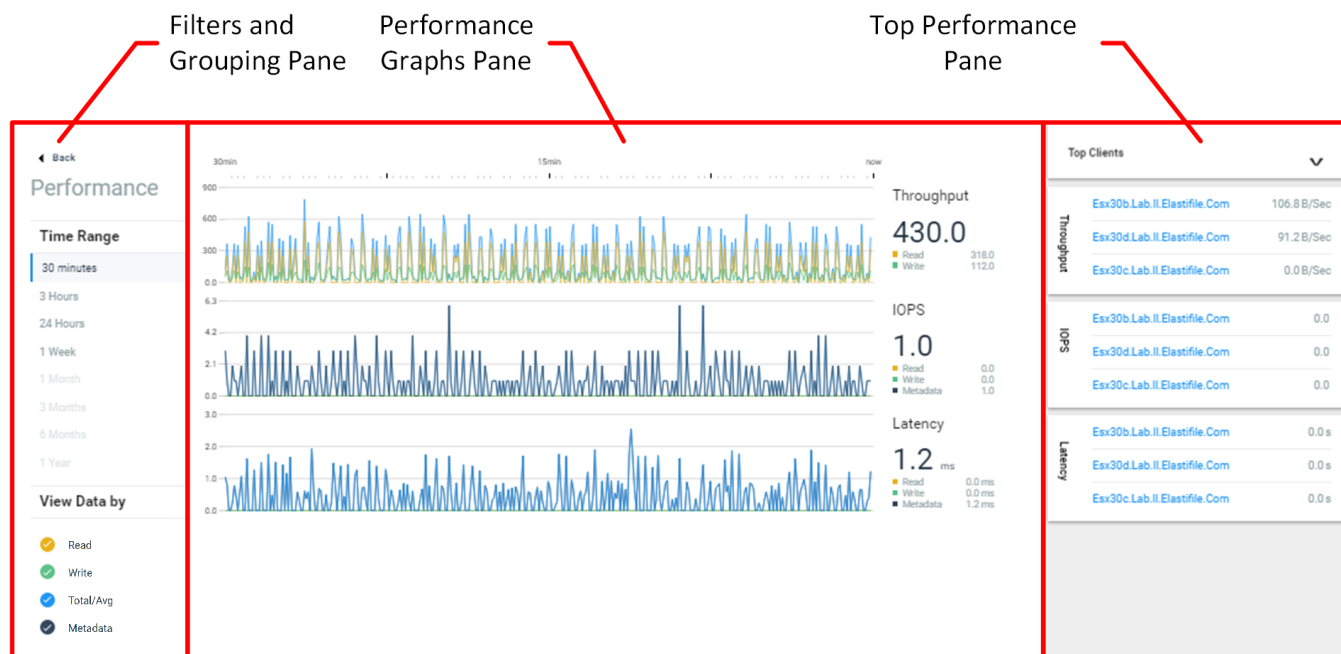 Filters and
Grouping Pane
Performance
Graphs Pane
Top Performance
Pane
Back
Performance
Time Range
30 minutes
3 Hours
24 Hours
1 Week
1 Month
3 Months
6 Months
1 Year
View Data by
Read
Write
Total/Avg
Metadata
30min 15min now
900
600
300
0.0
6.3
4.2
2.1
0.0
3.0
2.0
1.0
0.0
Throughput
430.0
Read 318.0
Write 112.0
IOPS
1.0
Read 0.0
Write 0.0
Metadata 1.0
Latency
1.2 ms
Read 0.0 ms
Write 0.0 ms
Metadata 1.2 ms
Top Clients
Throughput
Esx30b.Lab.Il.Elastifile.Com 106.8 B/Sec
Esx30d.Lab.Il.Elastifile.Com 91.2 B/Sec
Esx30c.Lab.Il.Elastifile.Com 0.0 B/Sec
IOPS
Esx30b.Lab.Il.Elastifile.Com 0.0
Esx30d.Lab.Il.Elastifile.Com 0.0
Esx30c.Lab.Il.Elastifile.Com 0.0
Latency
Esx30b.Lab.Il.Elastifile.Com 0.0 s
Esx30d.Lab.Il.Elastifile.Com 0.0 s
Esx30c.Lab.Il.Elastifile.Com 0.0 s